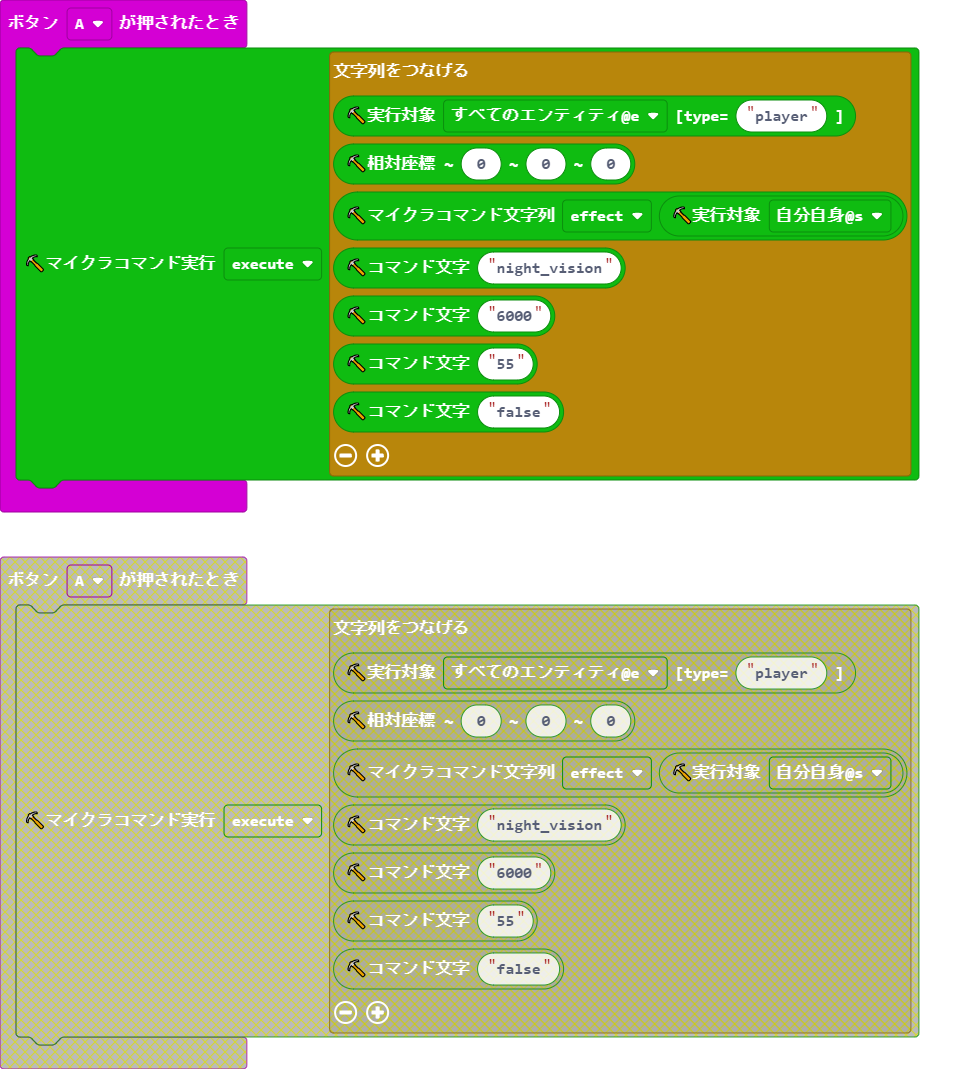 ボタン A が押されたとき
文字列をつなげる
実行対象 すべてのエンティティ@e [type= "player" ]
相対座標 ~ 0 ~ 0 ~ 0
マイクラコマンド文字列 effect 実行対象 自分自身@s
マイクラコマンド実行 execute
コマンド文字 "night_vision"
コマンド文字 "6000"
コマンド文字 "55"
コマンド文字 "false"
ボタン A が押されたとき
文字列をつなげる
実行対象 すべてのエンティティ@e [type= "player" ]
相対座標 ~ 0 ~ 0 ~ 0
マイクラコマンド文字列 effect 実行対象 自分自身@s
マイクラコマンド実行 execute
コマンド文字 "night_vision"
コマンド文字 "6000"
コマンド文字 "55"
コマンド文字 "false"